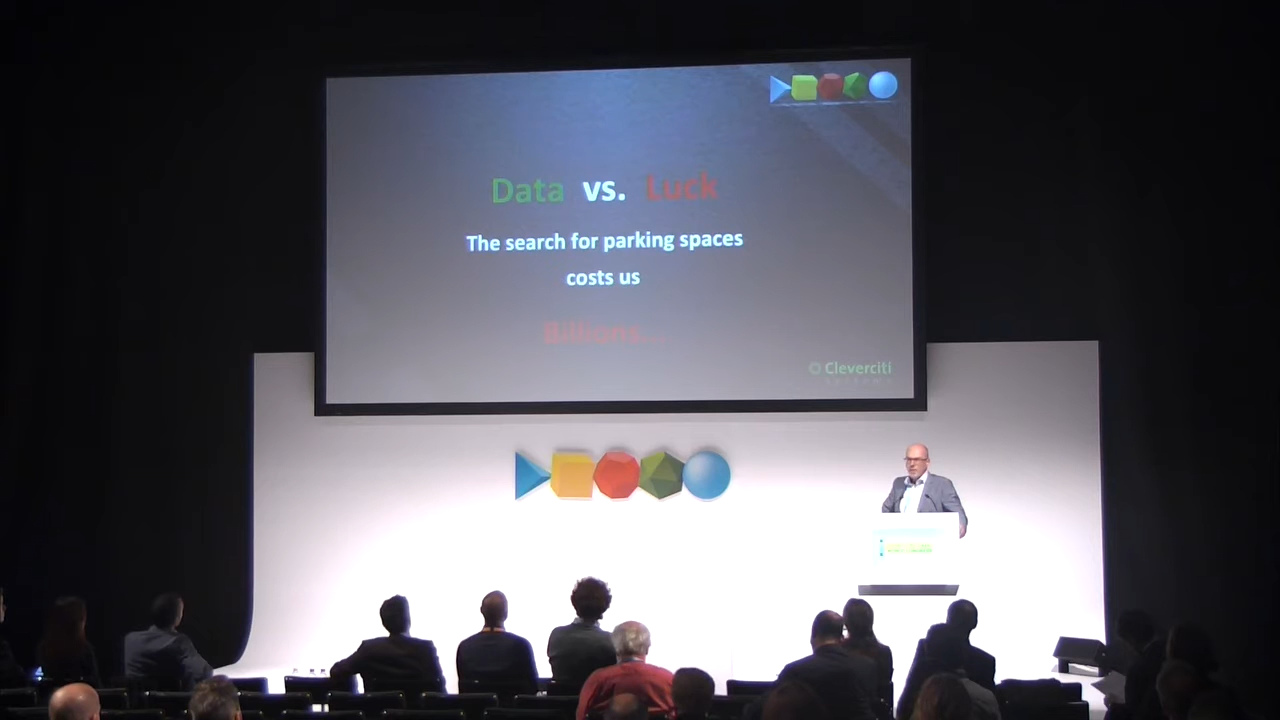 Data vs. Luck
The search for parking spaces
costs us
Billions...
Cleverciti